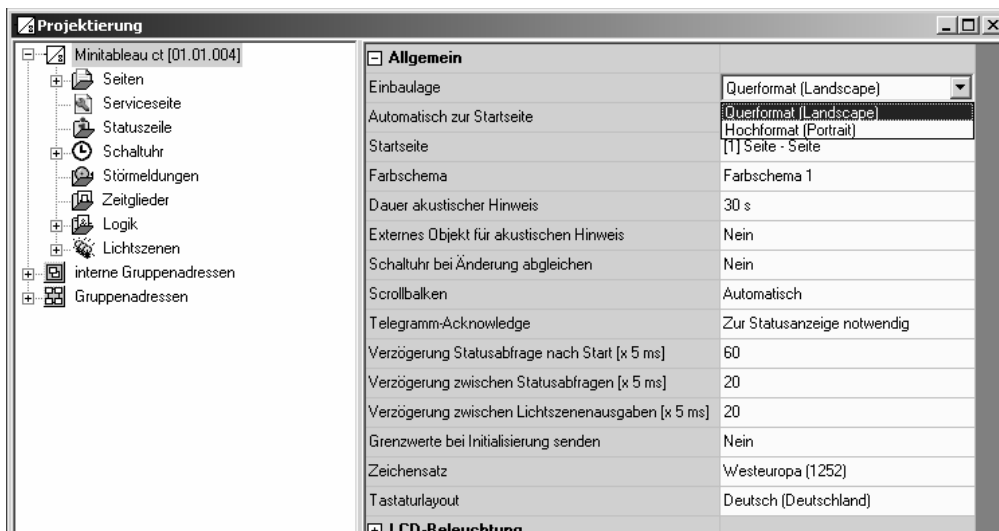 Projektierung
Minitableau ct [01.01.004]
Seiten
Serviceseite
Statuszeile
Schaltuhr
Störmeldungen
Zeitglieder
Logik
Lichtszenen
interne Gruppenadressen
Gruppenadressen
Allgemein
Einbaulage Querformat (Landscape)
Querformat (Landscape)
Automatisch zur Startseite
Hochformat (Portrait)
Startseite [1] Seite - Seite
Farbschema Farbschema 1
Dauer akustischer Hinweis 30 s
Externes Objekt für akustischen Hinweis Nein
Schaltuhr bei Änderung abgleichen Nein
Scrollbalken Automatisch
Telegramm-Acknowledge Zur Statusanzeige notwendig
Verzögerung Statusabfrage nach Start [x 5 ms] 60
Verzögerung zwischen Statusabfragen [x 5 ms] 20
Verzögerung zwischen Lichtszenenausgaben [x 5 ms] 20
Grenzwerte bei Initialisierung senden Nein
Zeichensatz Westeuropa (1252)
Tastaturlayout Deutsch (Deutschland)
LCD-Beleuchtung